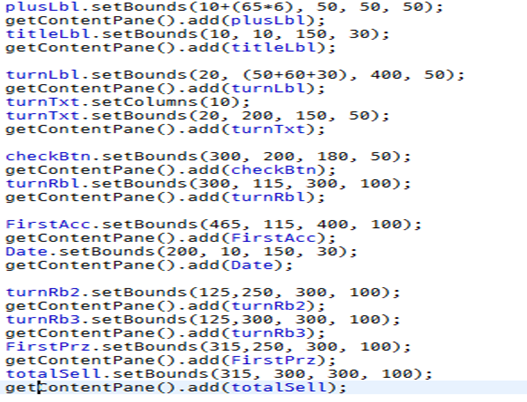 plusLbl.setBounds(10+(65*6), 50, 50, 50);
getContentPane().add(plusLbl);
titleLbl.setBounds(10, 10, 150, 30);
getContentPane().add(titleLbl);
turnLbl.setBounds(20, (50+60+30), 400, 50);
getContentPane().add(turnLbl);
turnTxt.setColumns(10);
turnTxt.setBounds(20, 200, 150, 50);
getContentPane().add(turnTxt);
checkBtn.setBounds(300, 200, 180, 50);
getContentPane().add(checkBtn);
turnRbl.setBounds(300, 115, 300, 100);
getContentPane().add(turnRbl);
FirstAcc.setBounds(465, 115, 400, 100);
getContentPane().add(FirstAcc);
Date.setBounds(200, 10, 150, 30);
getContentPane().add(Date);
turnRb2.setBounds(125,250, 300, 100);
getContentPane().add(turnRb2);
turnRb3.setBounds(125,300, 300, 100);
getContentPane().add(turnRb3);
FirstPrz.setBounds(315,250, 300, 100);
getContentPane().add(FirstPrz);
totalSell.setBounds(315, 300, 300, 100);
getContentPane().add(totalSell);